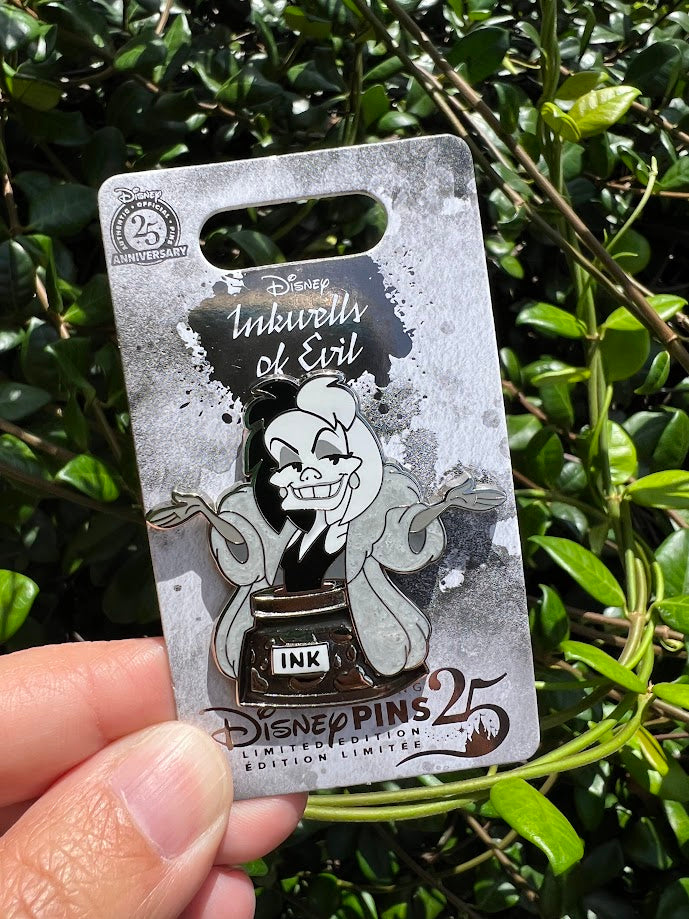 Disney
AUTHENTIC • OFFICIAL • PINS
25
ANNIVERSARY
Disney
Inkwells
of Evil
INK
Disney PINS 25
LIMITED EDITION
ÉDITION LIMITÉE